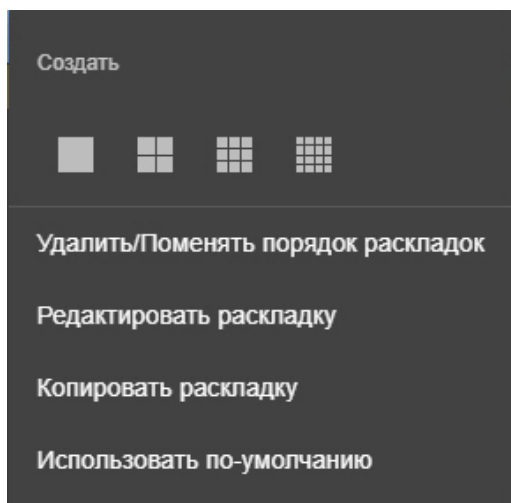 Создать
Удалить/Поменять порядок раскладок
Редактировать раскладку
Копировать раскладку
Использовать по-умолчанию